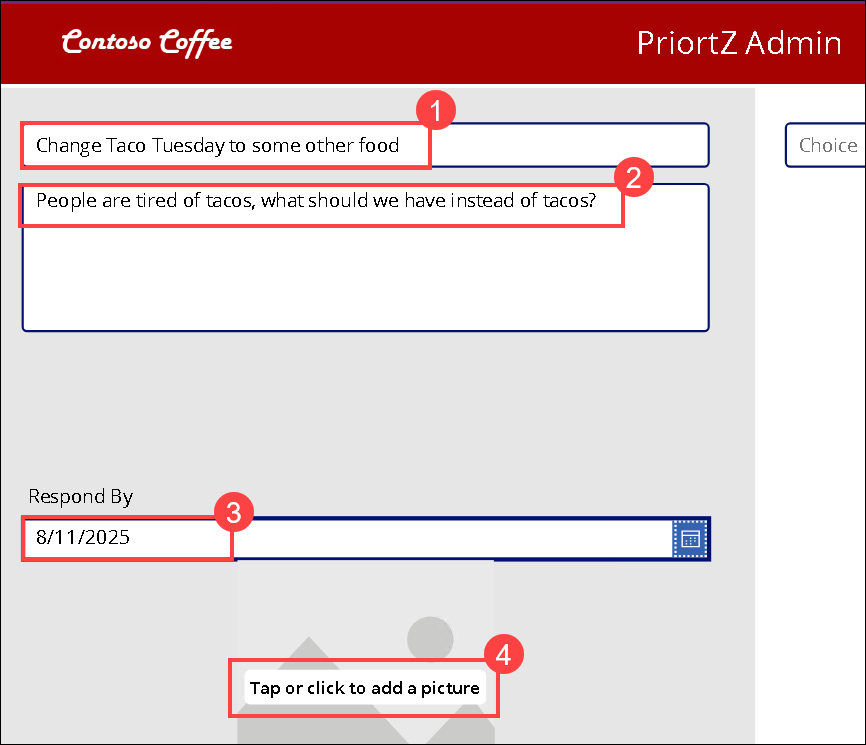 Contoso Coffee
PriortZ Admin
1
Change Taco Tuesday to some other food
Choice
2
People are tired of tacos, what should we have instead of tacos?
Respond By
3
8/11/2025
4
Tap or click to add a picture